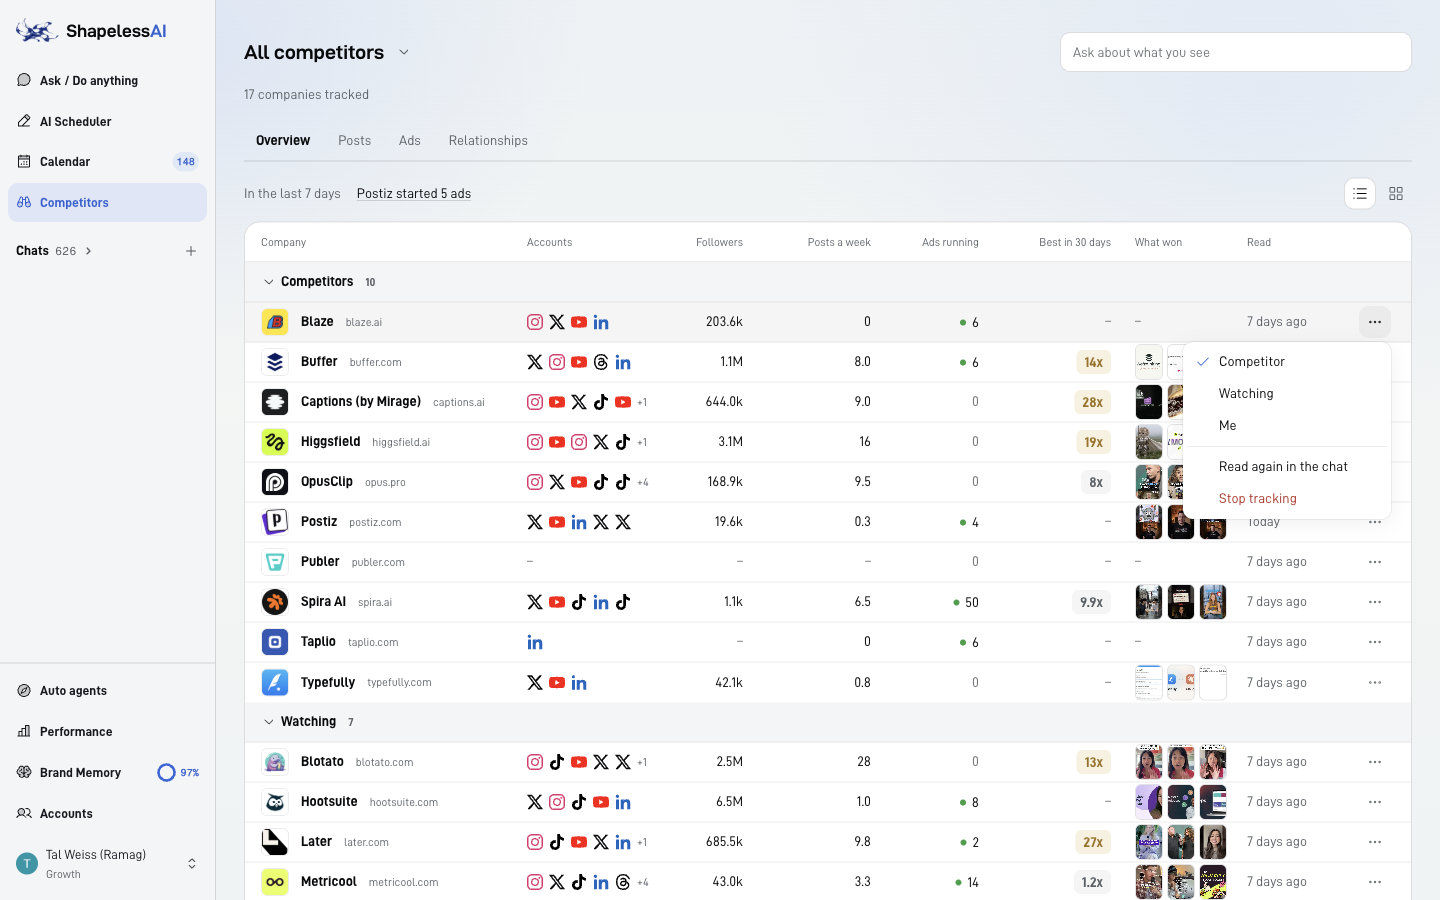 ShapelessAI
Ask / Do anything
AI Scheduler
Calendar 148
Competitors
Chats 626
Auto agents
Performance
Brand Memory 97%
Accounts
T Tal Weiss (Ramag)
Growth
All competitors
Ask about what you see
17 companies tracked
Overview Posts Ads Relationships
In the last 7 days Postiz started 5 ads
Company Accounts Followers Posts a week Ads running Best in 30 days What won Read
Competitors 10
Blaze blaze.ai 203.6k 0 6 – – 7 days ago
Buffer buffer.com 1.1M 8.0 6 14x
Captions (by Mirage) captions.ai +1 644.0k 9.0 0 28x
Higgsfield higgsfield.ai +1 3.1M 16 0 19x
OpusClip opus.pro +4 168.9k 9.5 0 8x
Postiz postiz.com 19.6k 0.3 4 – Today
Publer publer.com – – – 0 – – 7 days ago
Spira AI spira.ai 1.1k 6.5 50 9.9x 7 days ago
Taplio taplio.com – 0 6 – – 7 days ago
Typefully typefully.com 42.1k 0.8 0 – 7 days ago
Competitor
Watching
Me
Read again in the chat
Stop tracking
Watching 7
Blotato blotato.com +1 2.5M 28 0 13x 7 days ago
Hootsuite hootsuite.com 6.5M 1.0 8 – 7 days ago
Later later.com +1 685.5k 9.8 2 27x 7 days ago
Metricool metricool.com +4 43.0k 3.3 14 1.2x 7 days ago